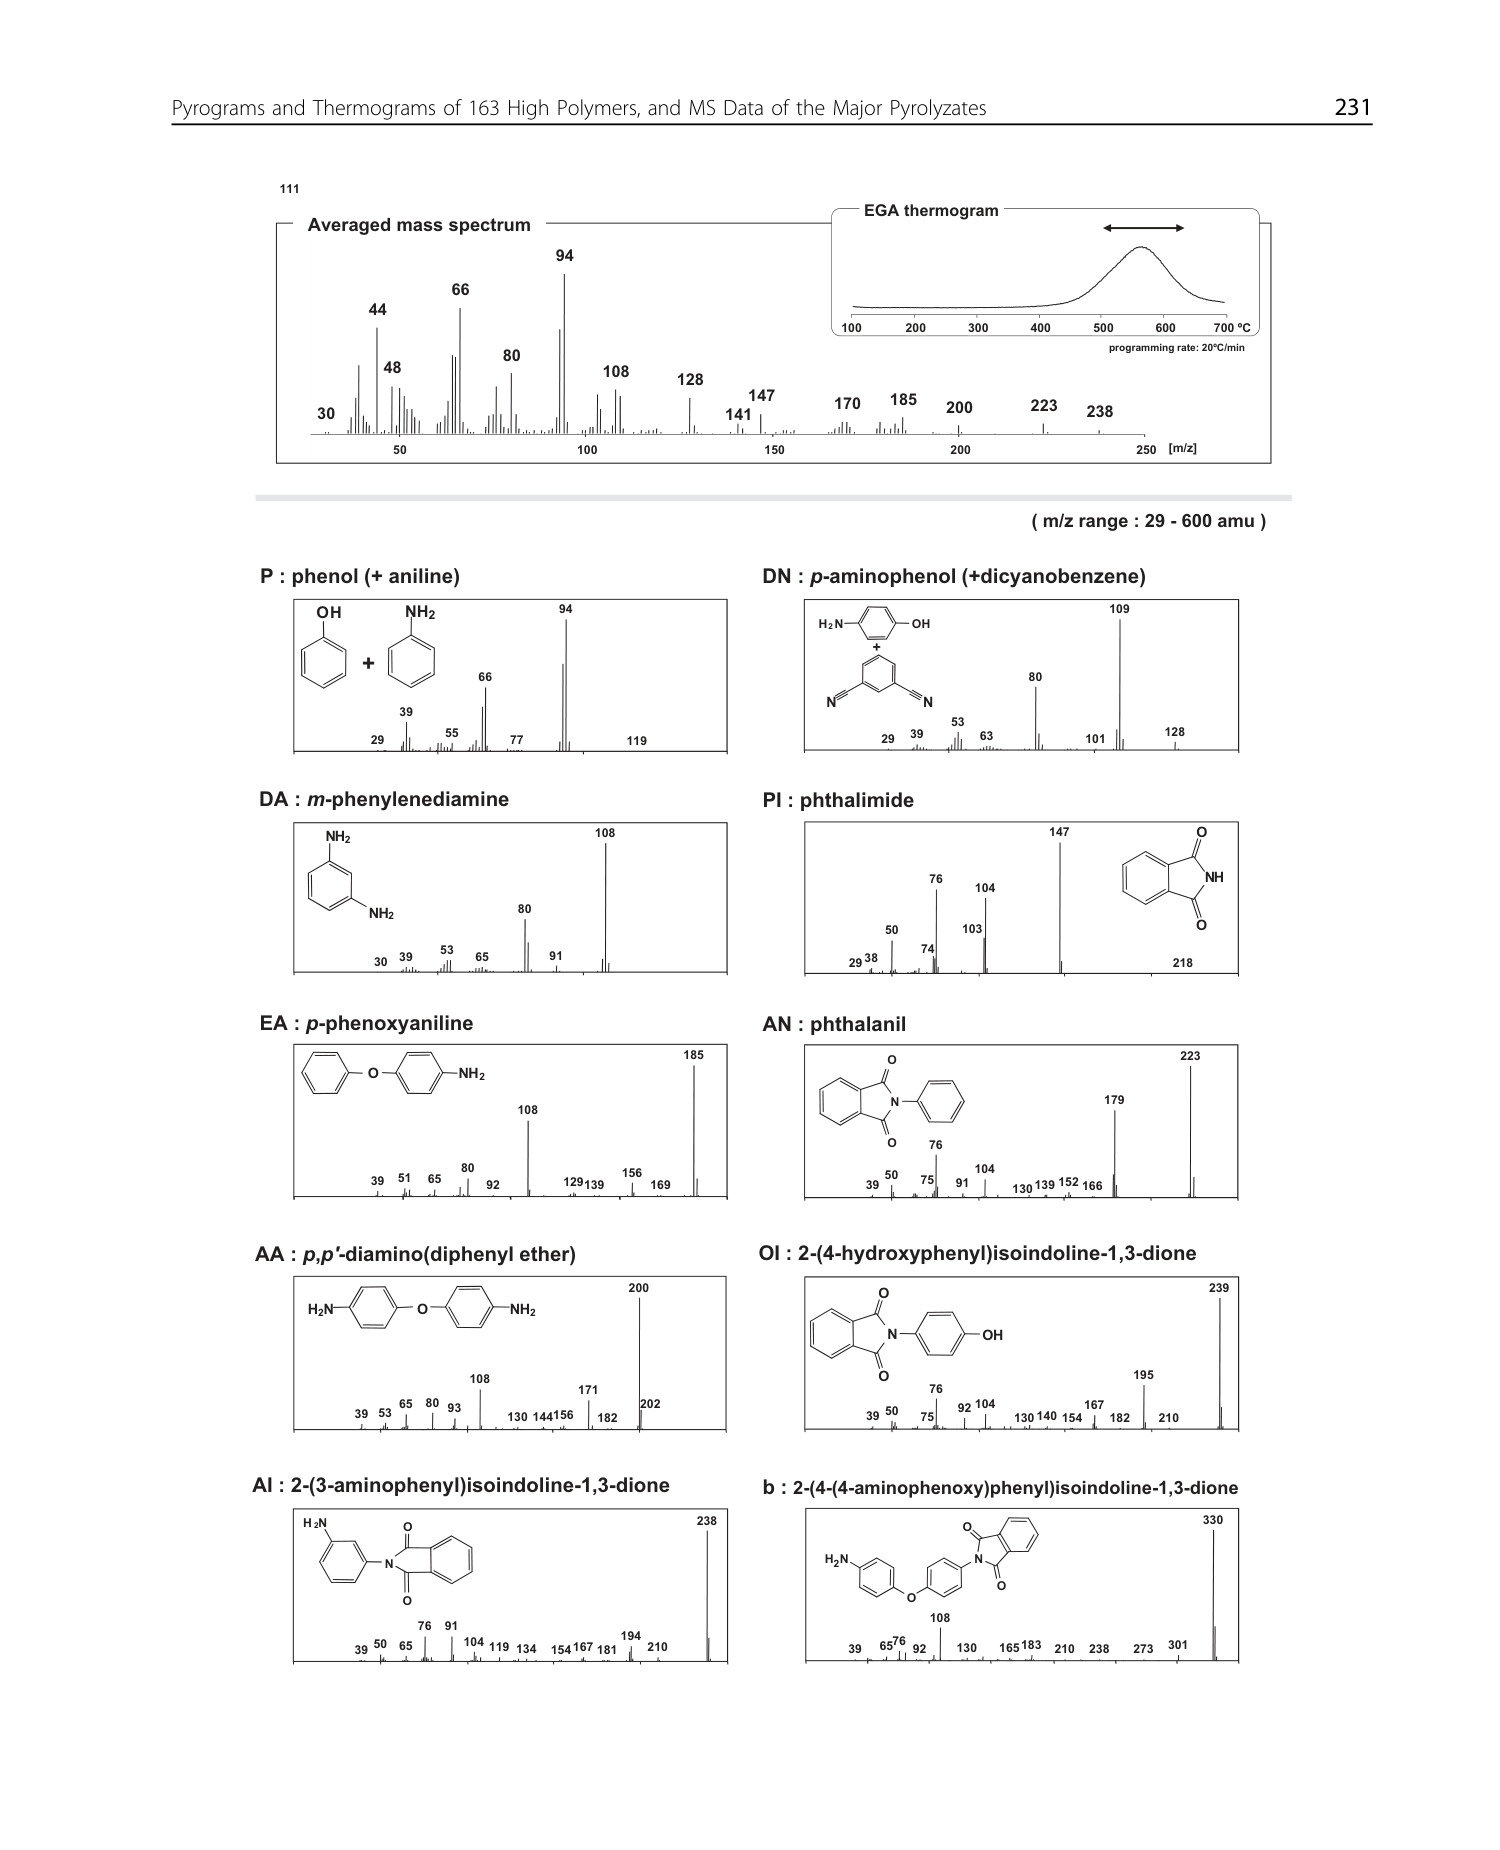 Pyrograms and Thermograms of 163 High Polymers, and MS Data of the Major Pyrolyzates 231
111
Averaged mass spectrum
EGA thermogram
100 200 300 400 500 600 700 ºC
programming rate: 20ºC/min
30 44 48 66 80 94 108 128 141 147 170 185 200 223 238
50 100 150 200 250 [m/z]
( m/z range : 29 - 600 amu )
P : phenol (+ aniline)
OH NH2
+
29 39 55 66 77 94 119
DN : p-aminophenol (+dicyanobenzene)
H2N OH
+
N N
29 39 53 63 80 101 109 128
DA : m-phenylenediamine
NH2
NH2
30 39 53 65 80 91 108
PI : phthalimide
O
NH
O
29 38 50 74 76 103 104 147 218
EA : p-phenoxyaniline
O NH2
39 51 65 80 92 108 129 139 156 169 185
AN : phthalanil
O
N
O
39 50 75 76 91 104 130 139 152 166 179 223
AA : p,p'-diamino(diphenyl ether)
H2N O NH2
39 53 65 80 93 108 130 144 156 171 182 200 202
OI : 2-(4-hydroxyphenyl)isoindoline-1,3-dione
O
N OH
O
39 50 75 76 92 104 130 140 154 167 182 195 210 239
AI : 2-(3-aminophenyl)isoindoline-1,3-dione
H2N O
N
O
39 50 65 76 91 104 119 134 154 167 181 194 210 238
b : 2-(4-(4-aminophenoxy)phenyl)isoindoline-1,3-dione
O
H2N N
O
O
39 65 76 92 108 130 165 183 210 238 273 301 330